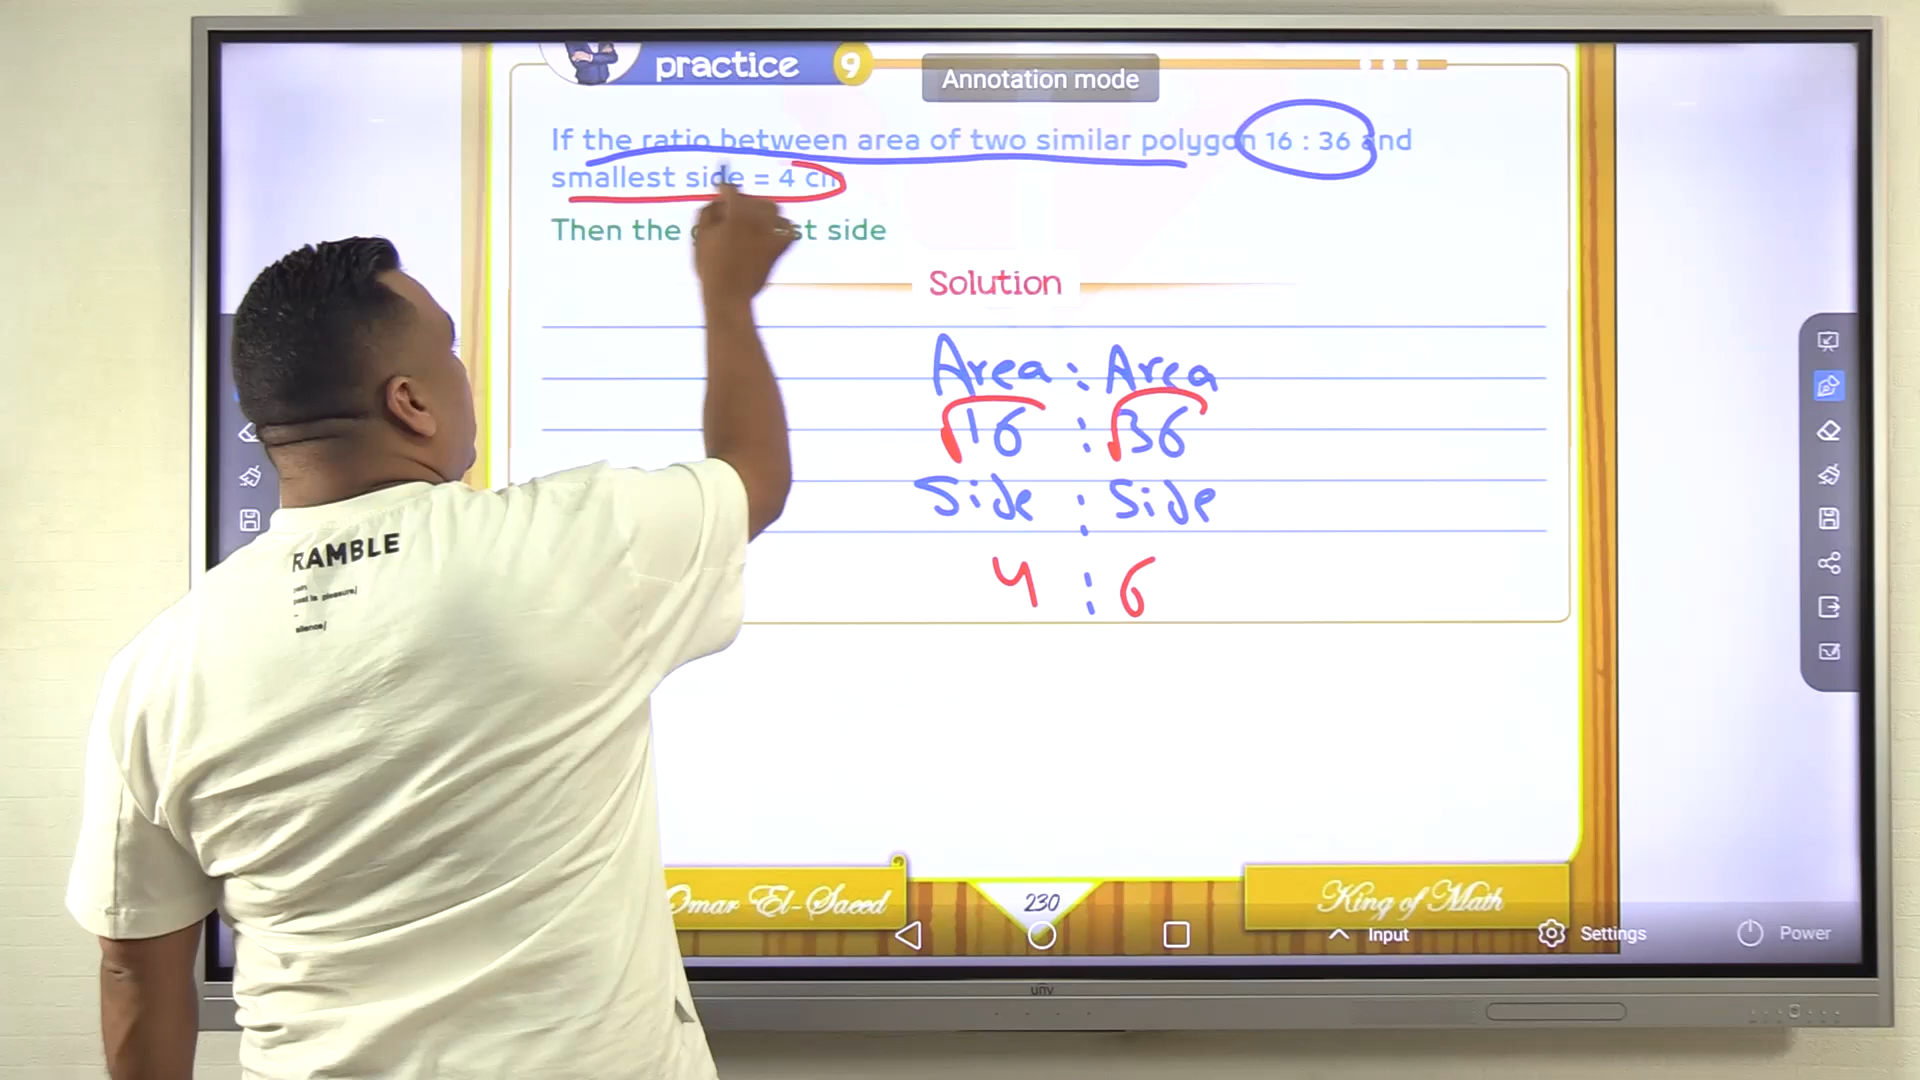 practice 9
Annotation mode
If the ratio between area of two similar polygon 16 : 36 and
smallest side = 4 cm
Then the st side
Solution
Area : Area
√16 : √36
Side : Side
4 : 6
RAMBLE
Omar El-Saeed
230
King of Math
Input
Settings
Power
unv